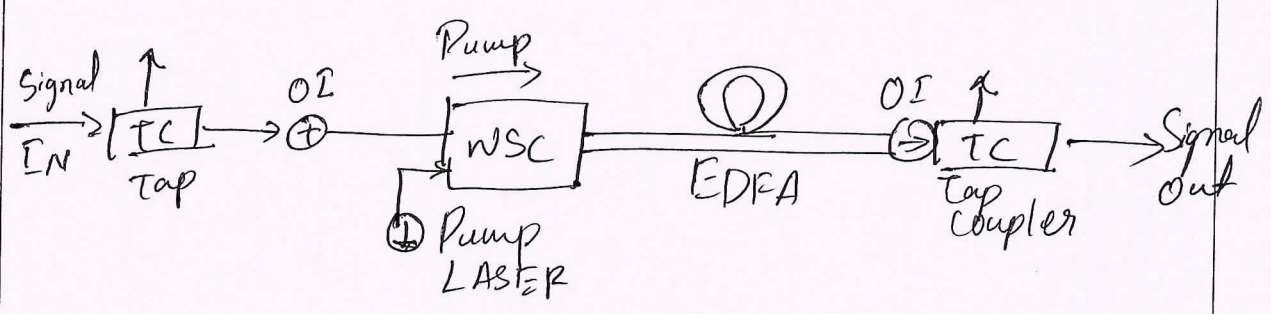 Pump
Signal
IN
TC
Tap
OI
WSC
Pump
LASER
EDFA
OI
TC
Tap
Coupler
Signal
Out